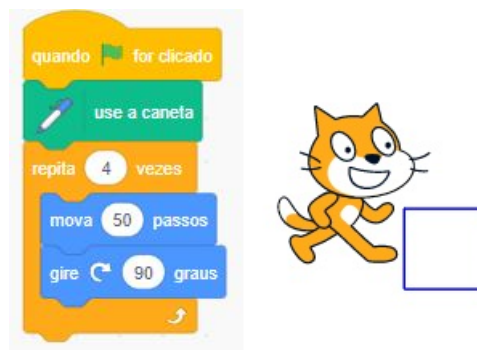 quando for clicado
use a caneta
repita 4 vezes
mova 50 passos
gire 90 graus